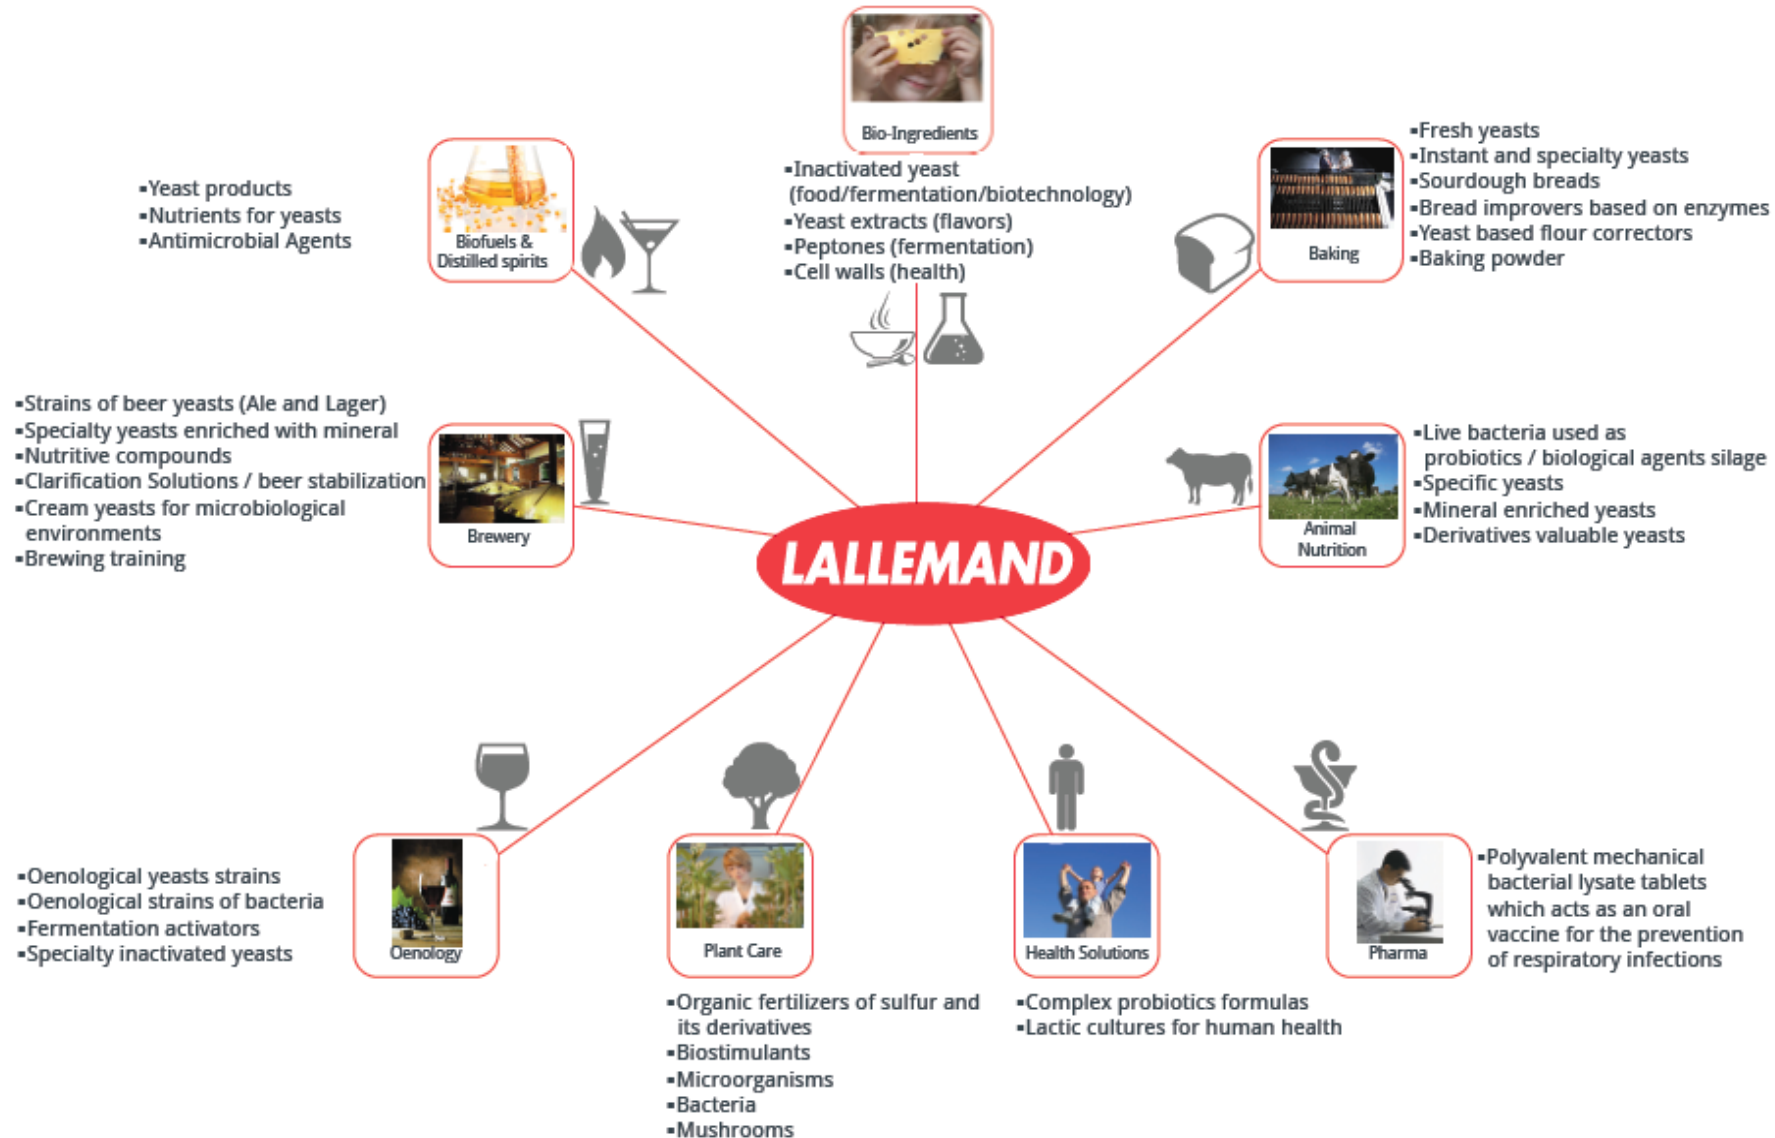 Bio-Ingredients
▪Inactivated yeast
(food/fermentation/biotechnology)
▪Yeast extracts (flavors)
▪Peptones (fermentation)
▪Cell walls (health)
▪Yeast products
▪Nutrients for yeasts
▪Antimicrobial Agents
Biofuels &
Distilled spirits
Baking
▪Fresh yeasts
▪Instant and specialty yeasts
▪Sourdough breads
▪Bread improvers based on enzymes
▪Yeast based flour correctors
▪Baking powder
▪Strains of beer yeasts (Ale and Lager)
▪Specialty yeasts enriched with mineral
▪Nutritive compounds
▪Clarification Solutions / beer stabilization
▪Cream yeasts for microbiological
environments
▪Brewing training
Brewery
LALLEMAND
Animal
Nutrition
▪Live bacteria used as
probiotics / biological agents silage
▪Specific yeasts
▪Mineral enriched yeasts
▪Derivatives valuable yeasts
▪Oenological yeasts strains
▪Oenological strains of bacteria
▪Fermentation activators
▪Specialty inactivated yeasts
Oenology
Plant Care
▪Organic fertilizers of sulfur and
its derivatives
▪Biostimulants
▪Microorganisms
▪Bacteria
▪Mushrooms
Health Solutions
▪Complex probiotics formulas
▪Lactic cultures for human health
Pharma
▪Polyvalent mechanical
bacterial lysate tablets
which acts as an oral
vaccine for the prevention
of respiratory infections